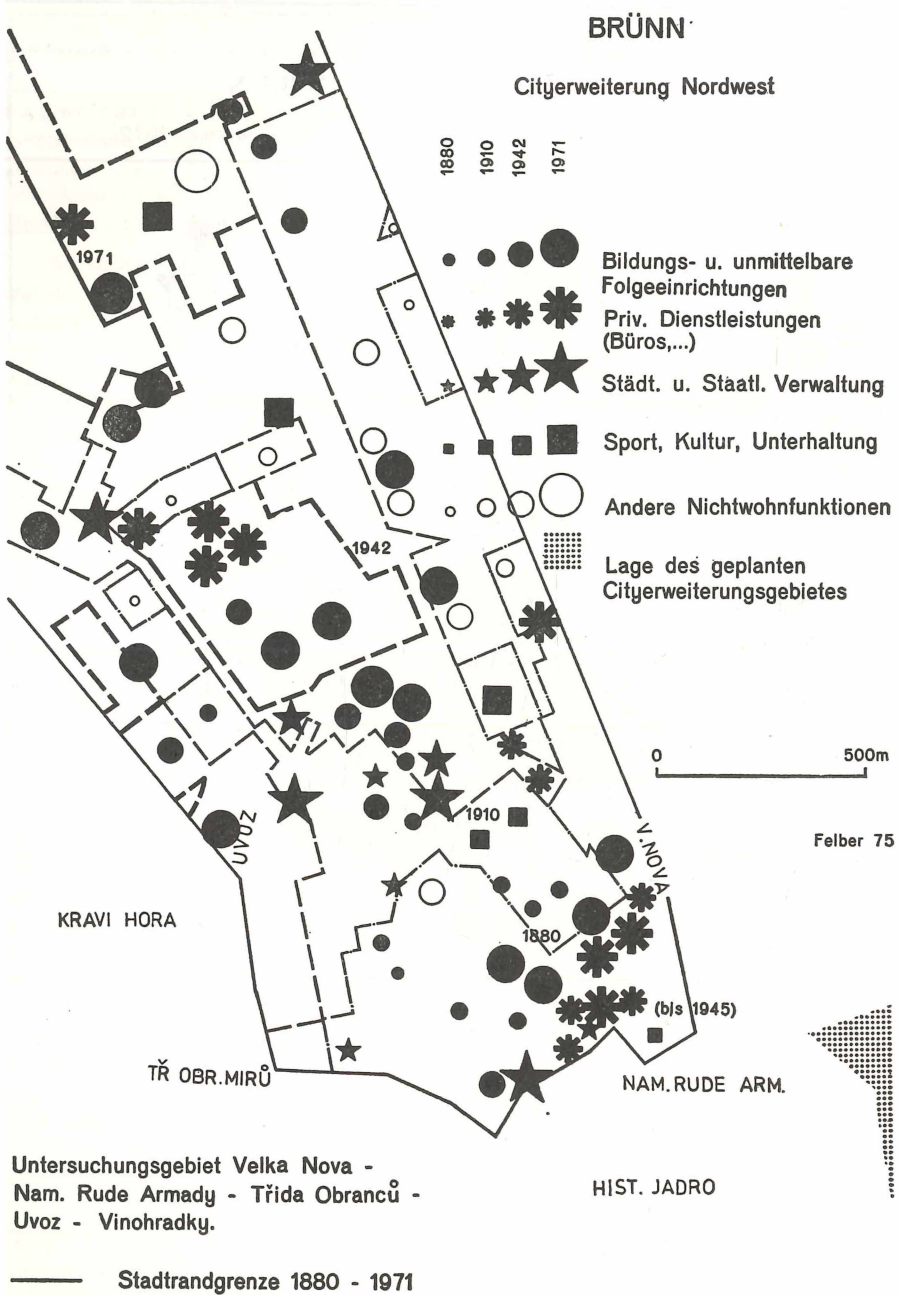 BRÜNN
Cityerweiterung Nordwest
1880
1910
1942
1971
Bildungs- u. unmittelbare
Folgeeinrichtungen
Priv. Dienstleistungen
(Büros,...)
Städt. u. Staatl. Verwaltung
Sport, Kultur, Unterhaltung
Andere Nichtwohnfunktionen
Lage des geplanten
Cityerweiterungsgebietes
0 500m
Felber 75
1971
1942
1910
1880
V. NOVA
UVOZ
KRAVI HORA
(bis 1945)
TŘ OBR.MIRŮ
NAM. RUDE ARM.
HIST. JADRO
Untersuchungsgebiet Velka Nova -
Nam. Rude Armady - Třida Obranců -
Uvoz - Vinohradky.
Stadtrandgrenze 1880 - 1971